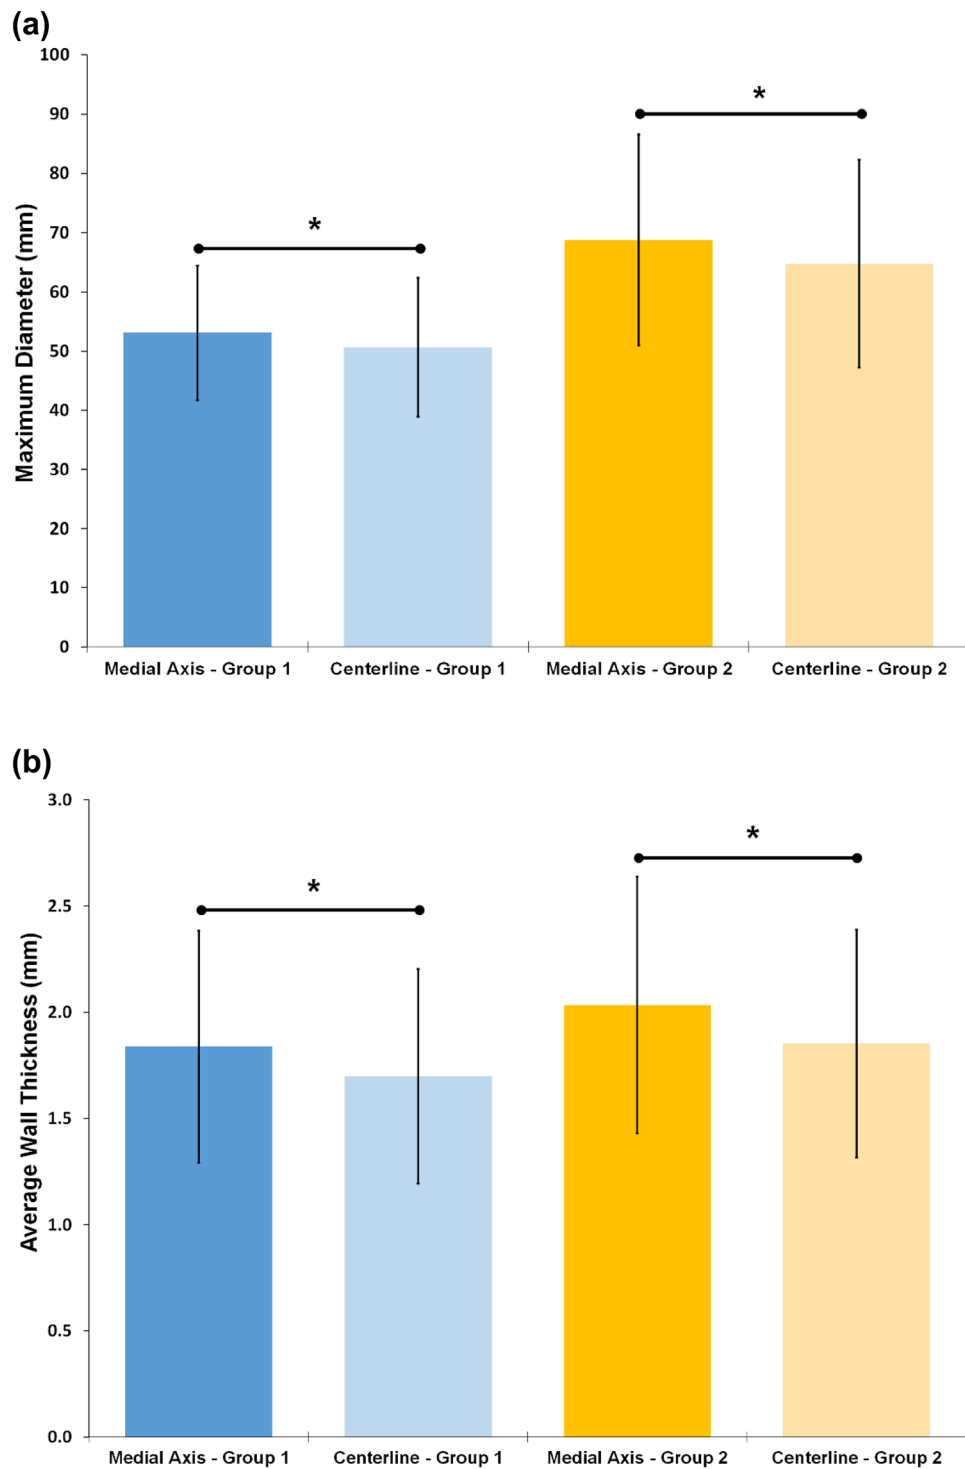 (a)
Maximum Diameter (mm)
100
90
80
70
60
50
40
30
20
10
0
*
*
Medial Axis - Group 1
Centerline - Group 1
Medial Axis - Group 2
Centerline - Group 2
(b)
Average Wall Thickness (mm)
3.0
2.5
2.0
1.5
1.0
0.5
0.0
*
*
Medial Axis - Group 1
Centerline - Group 1
Medial Axis - Group 2
Centerline - Group 2